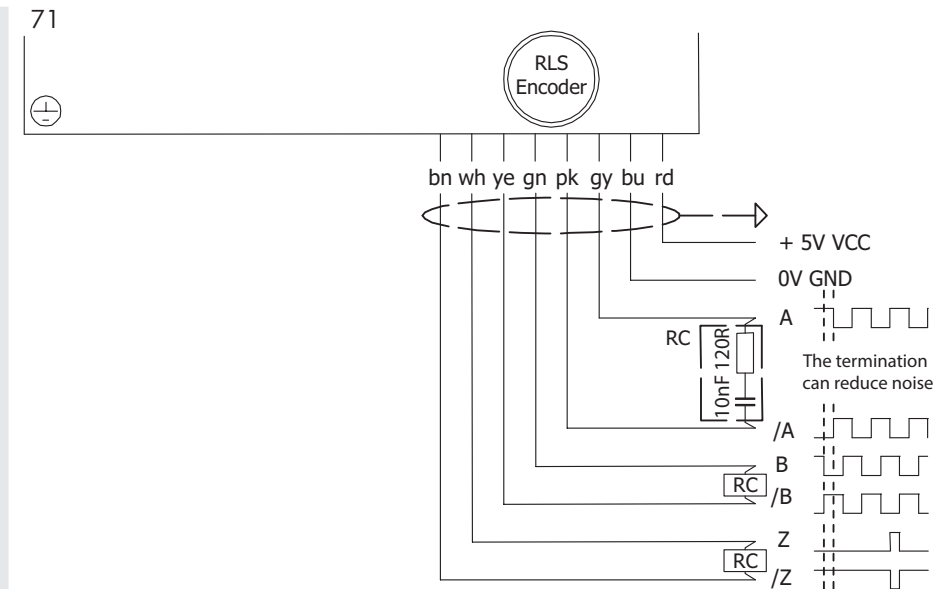 71
RLS
Encoder
bn wh ye gn pk gy bu rd
+ 5V VCC
0V GND
A
RC
10nF 120R
The termination
can reduce noise
/A
B
RC
/B
Z
RC
/Z